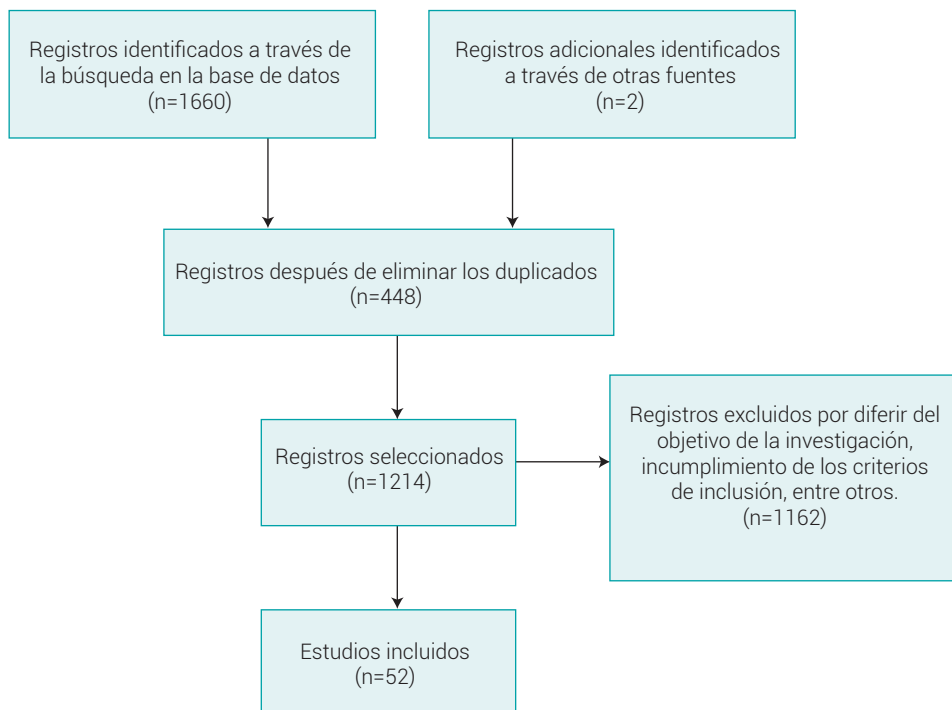 Registros identificados a través de
la búsqueda en la base de datos
(n=1660)
Registros adicionales identificados
a través de otras fuentes
(n=2)
Registros después de eliminar los duplicados
(n=448)
Registros seleccionados
(n=1214)
Registros excluidos por diferir del
objetivo de la investigación,
incumplimiento de los criterios
de inclusión, entre otros.
(n=1162)
Estudios incluidos
(n=52)